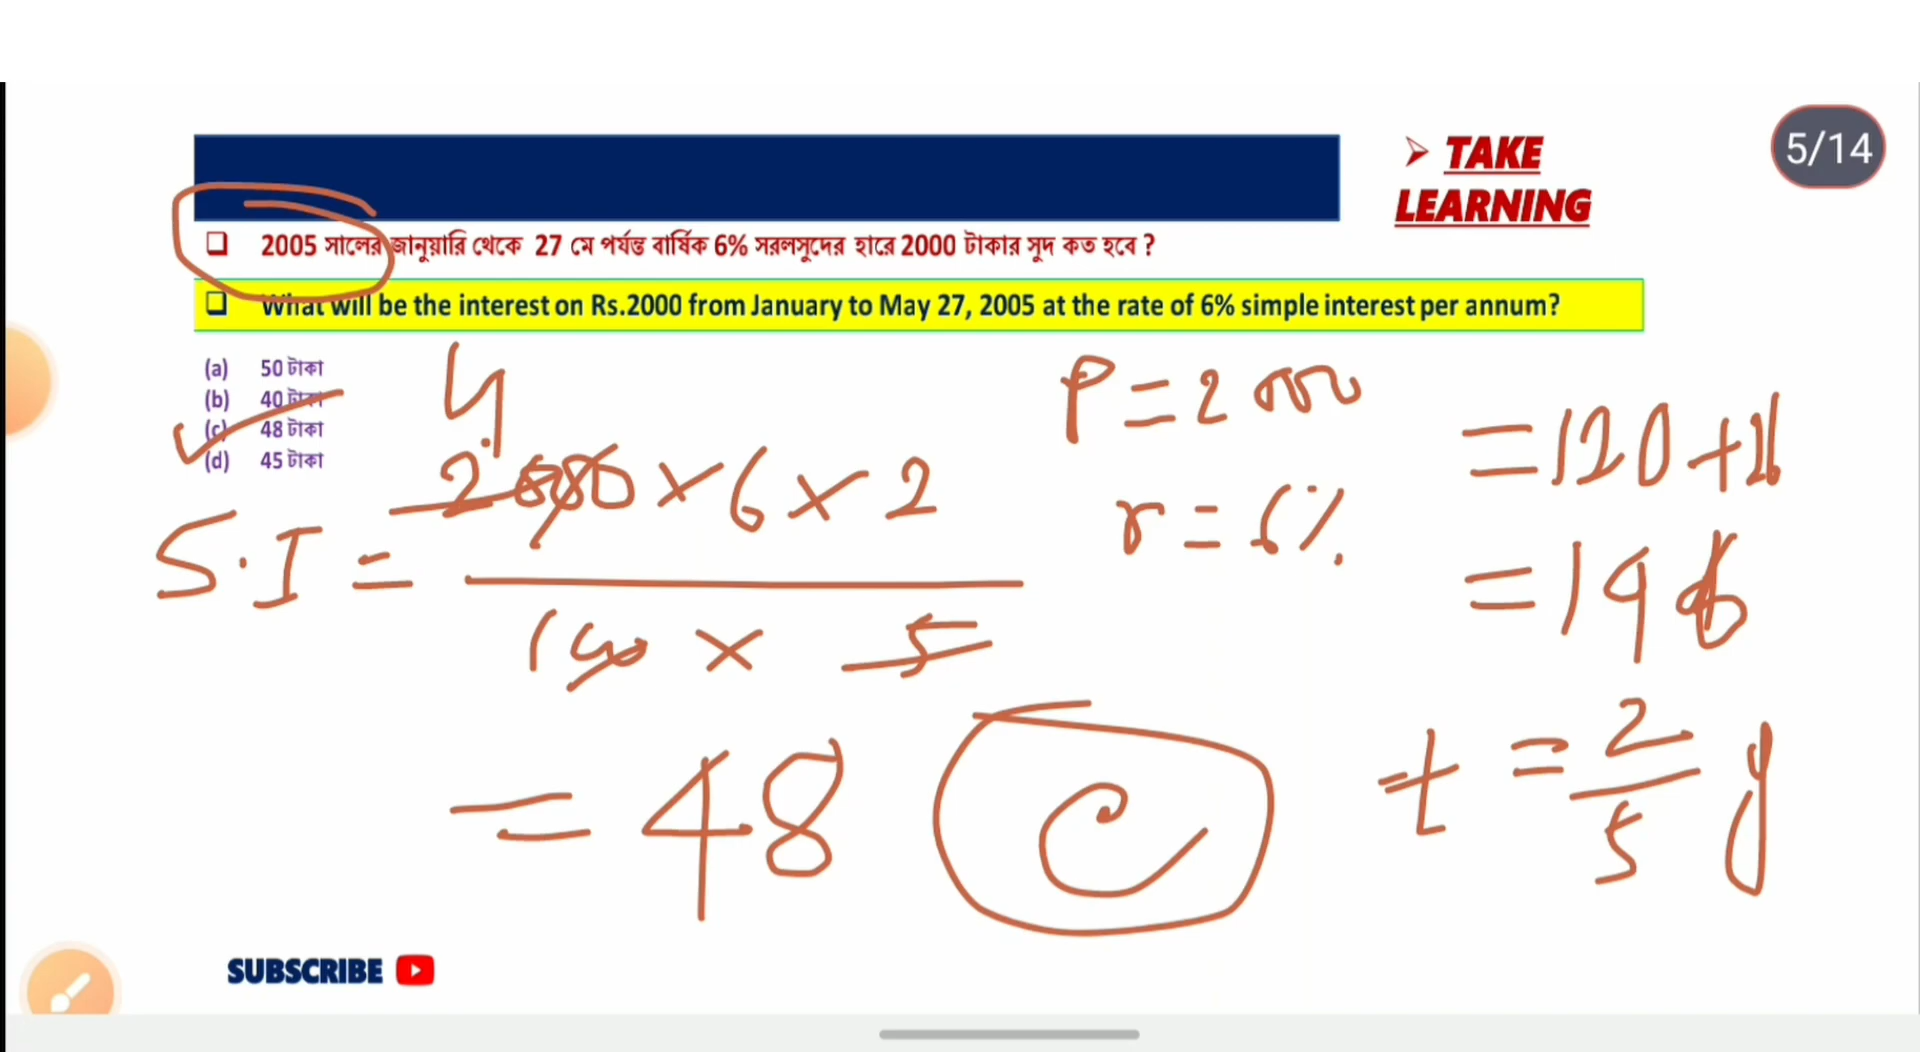 ➢ TAKE LEARNING
5/14
❑ 2005 সালের জানুয়ারি থেকে 27 মে পর্যন্ত বার্ষিক 6% সরলসুদের হারে 2000 টাকার সুদ কত হবে ?
❑ What will be the interest on Rs.2000 from January to May 27, 2005 at the rate of 6% simple interest per annum?
(a) 50 টাকা
(b) 40 টাকা
(c) 48 টাকা
(d) 45 টাকা
4
S.I = 2000 × 6 × 2
100 × 5
= 48
C
P = 2000
r = 6%
= 120 + 26
= 146
t = 2/5 y
SUBSCRIBE